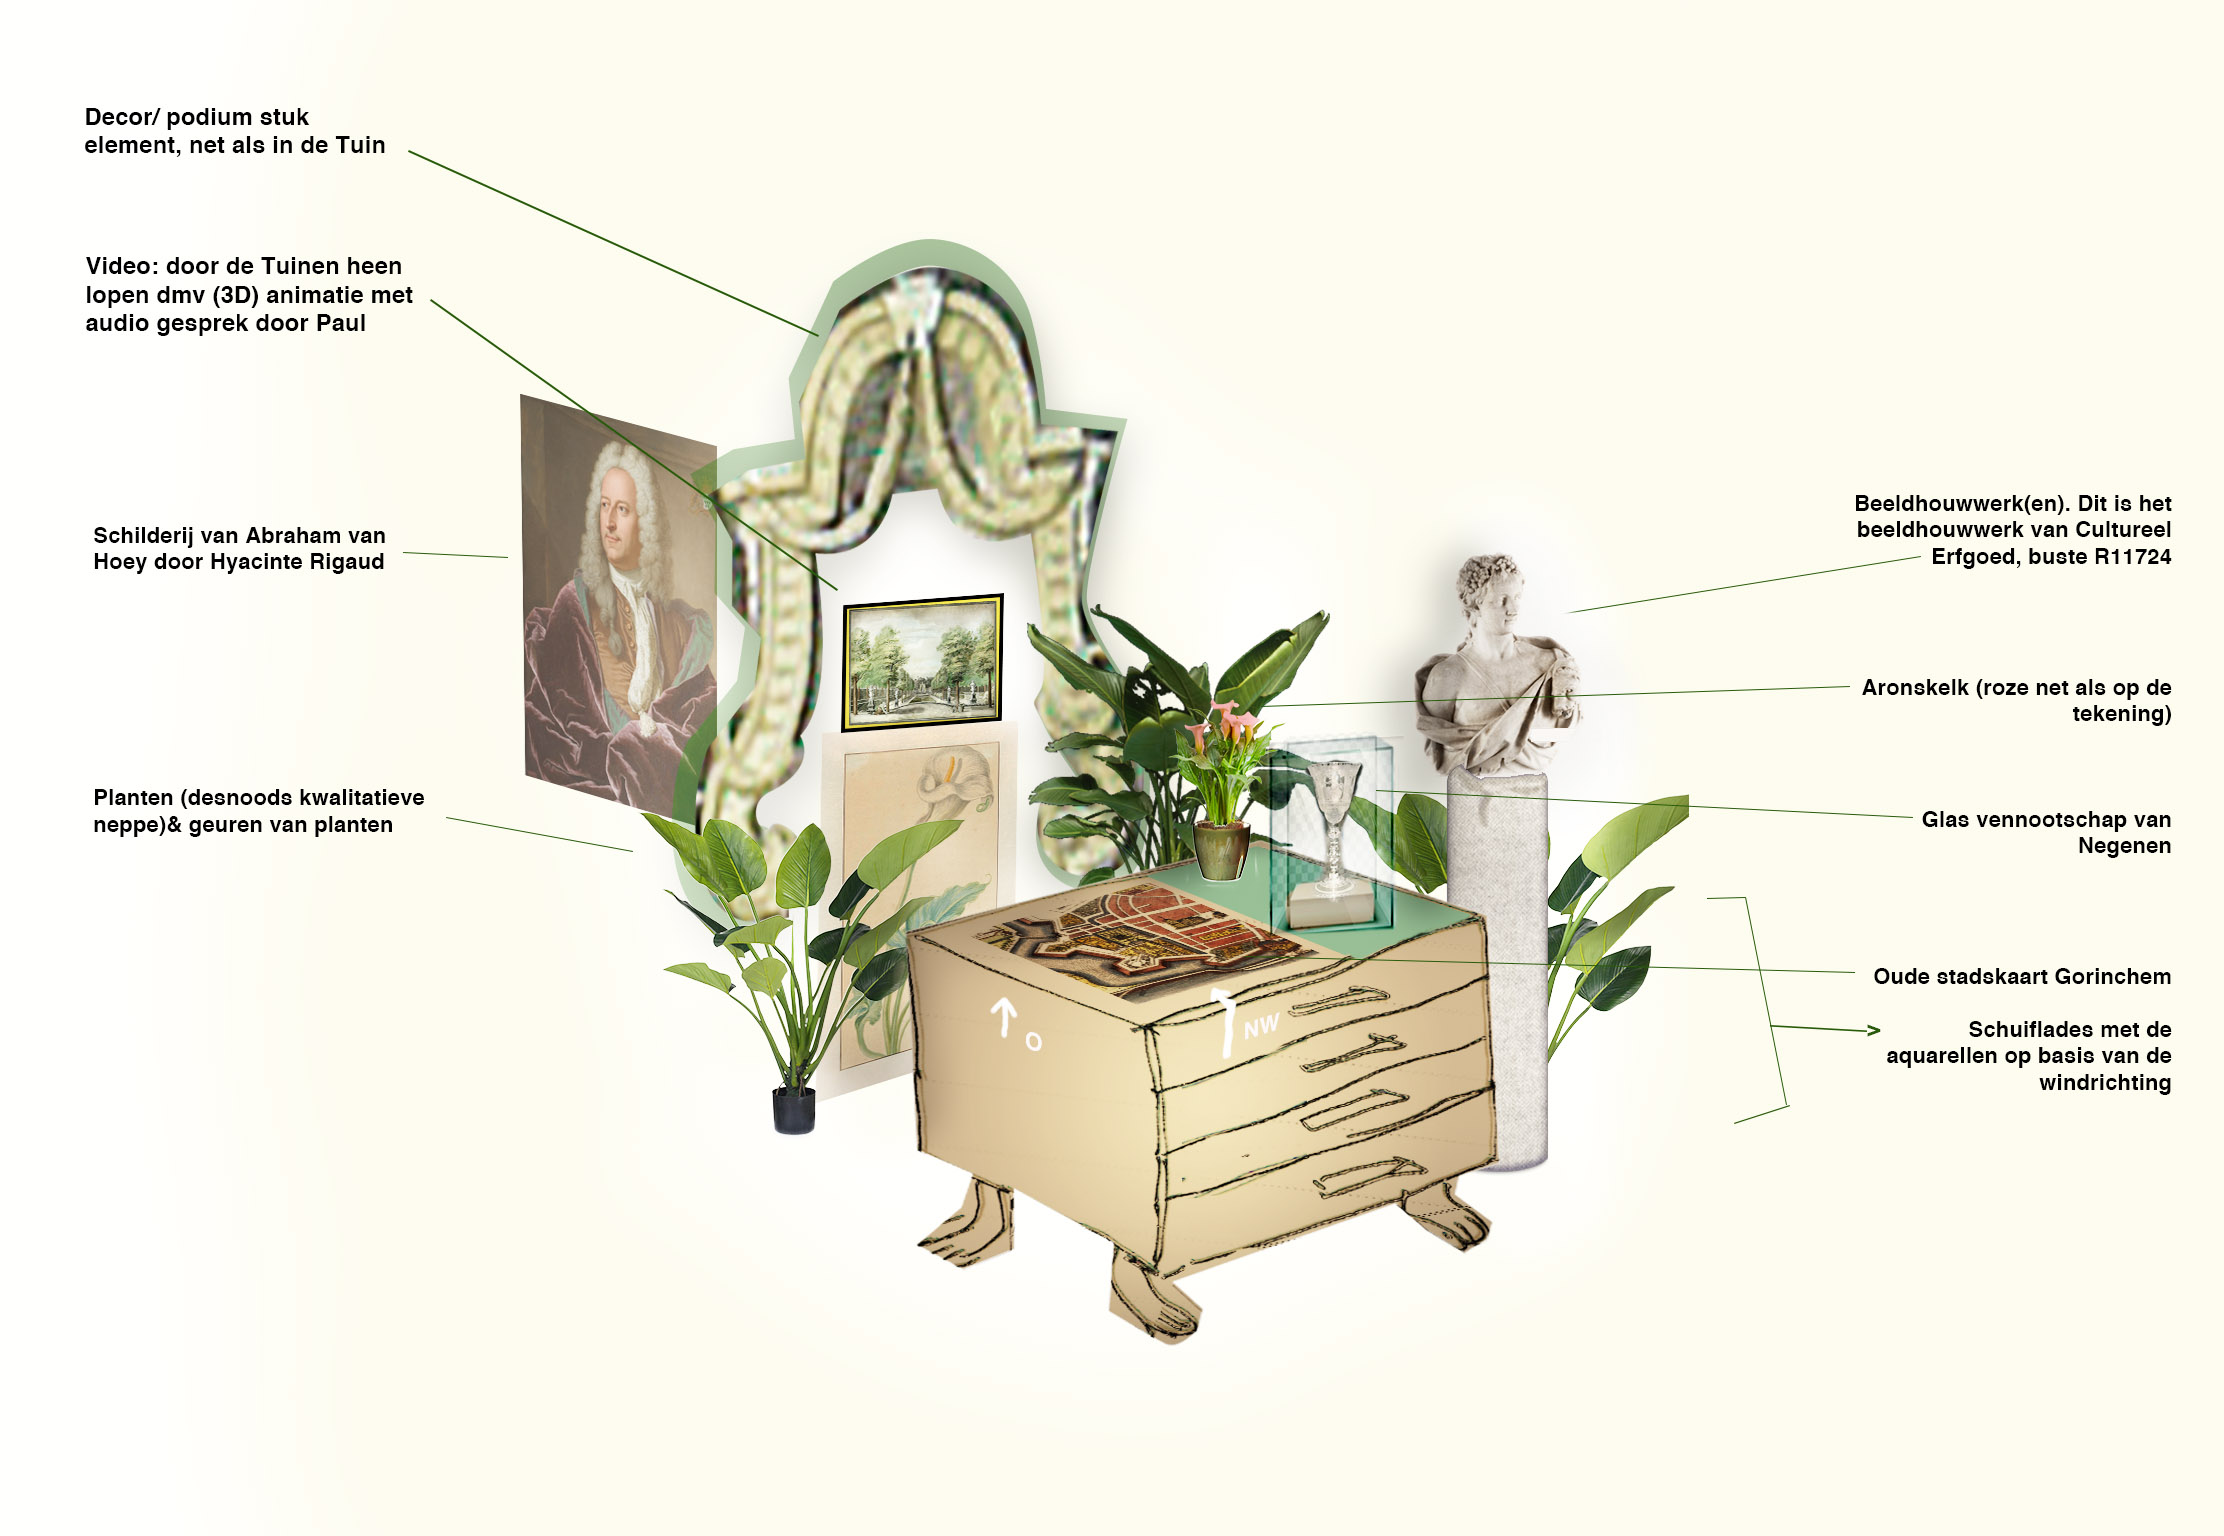 Decor/ podium stuk
element, net als in de Tuin
Video: door de Tuinen heen
lopen dmv (3D) animatie met
audio gesprek door Paul
Schilderij van Abraham van
Hoey door Hyacinte Rigaud
Planten (desnoods kwalitatieve
neppe)& geuren van planten
Beeldhouwwerk(en). Dit is het
beeldhouwwerk van Cultureel
Erfgoed, buste R11724
Aronskelk (roze net als op de
tekening)
Glas vennootschap van
Negenen
Oude stadskaart Gorinchem
Schuiflades met de
aquarellen op basis van de
windrichting
O
NW